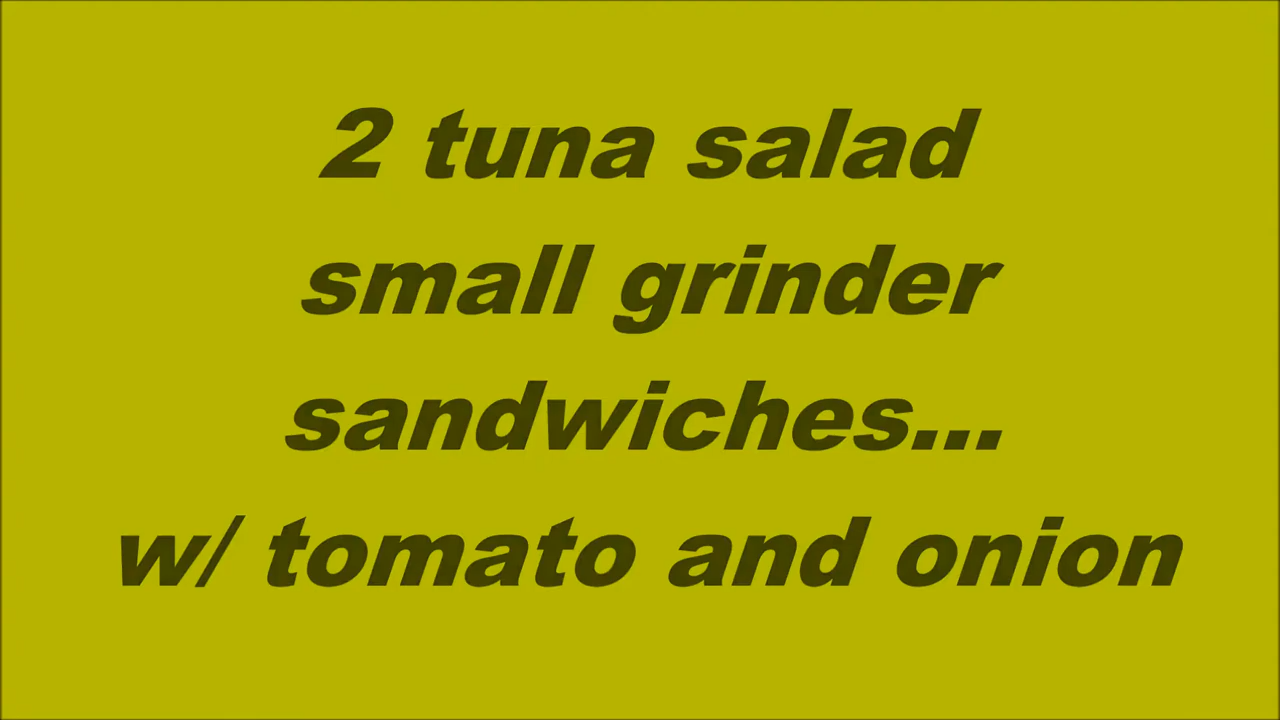 2 tuna salad
small grinder
sandwiches...
w/ tomato and onion